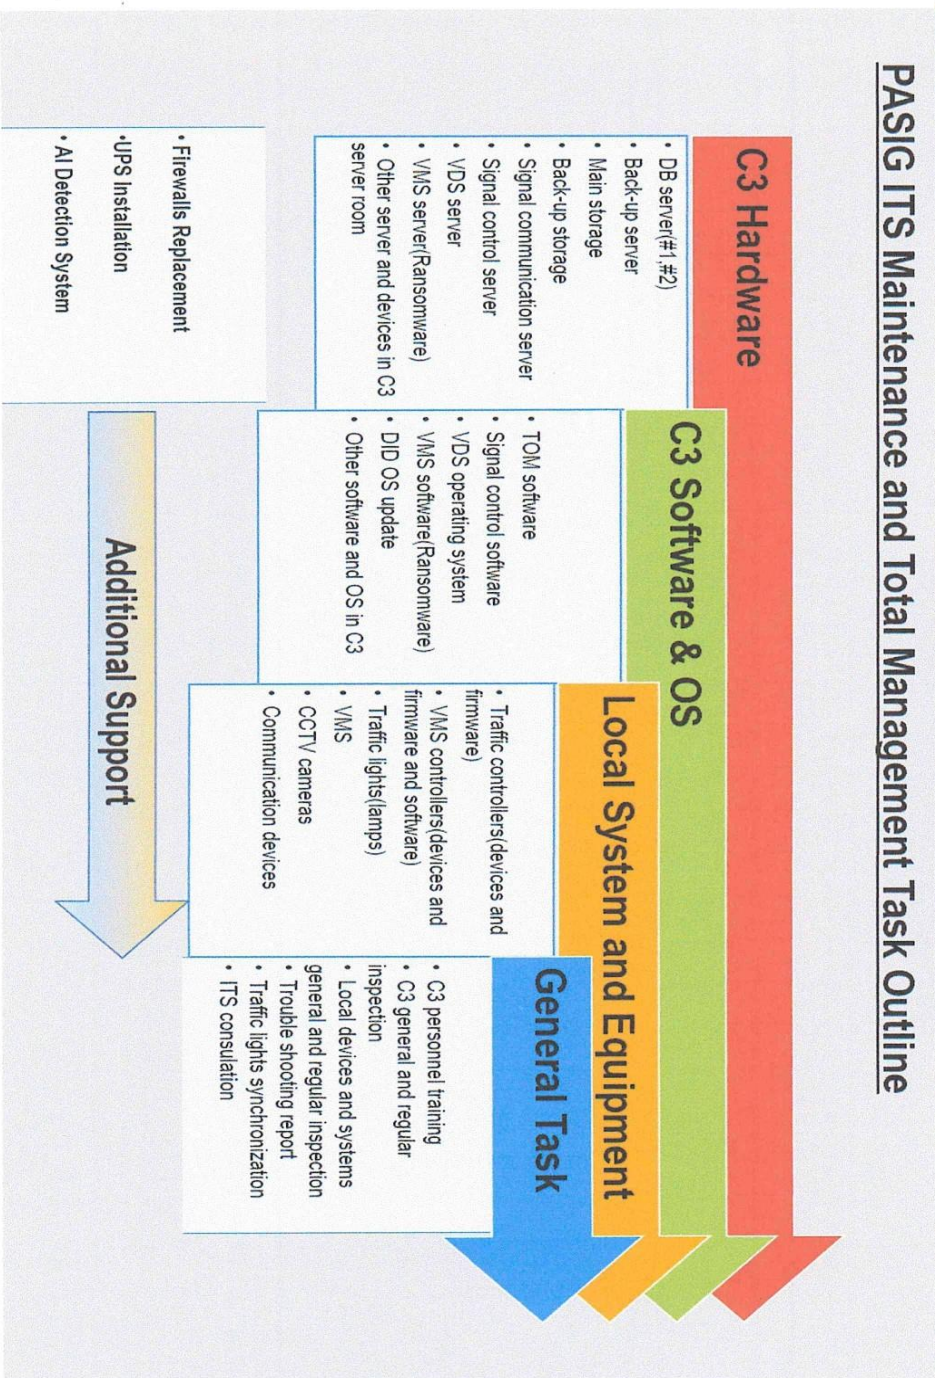 PASIG ITS Maintenance and Total Management Task Outline
C3 Hardware
• DB server(#1,#2)
• Back-up server
• Main storage
• Back-up storage
• Signal communication server
• Signal control server
• VDS server
• VMS server(Ransomware)
• Other server and devices in C3
server room
C3 Software & OS
• TOM software
• Signal control software
• VDS operating system
• VMS software(Ransomware)
• DID OS update
• Other software and OS in C3
Local System and Equipment
• Traffic controllers(devices and
firmware)
• VMS controllers(devices and
firmware and software)
• Traffic lights(lamps)
• VMS
• CCTV cameras
• Communication devices
General Task
• C3 personnel training
• C3 general and regular
inspection
• Local devices and systems
general and regular inspection
• Trouble shooting report
• Traffic lights synchronization
• ITS consulation
• Firewalls Replacement
•UPS Installation
• AI Detection System
Additional Support